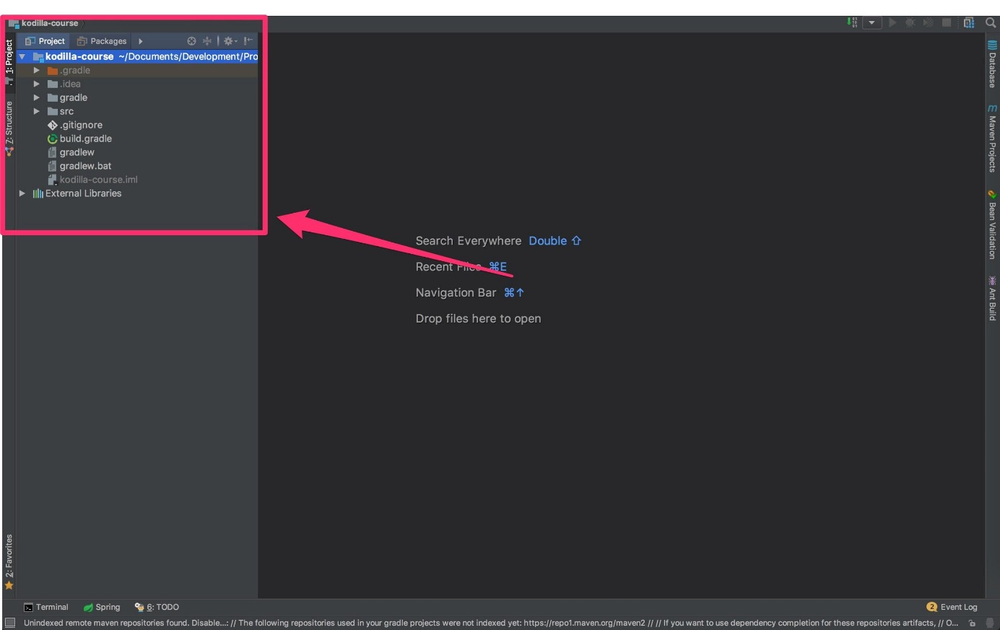 kodilla-course
Project
Packages
1: Project
kodilla-course ~/Documents/Development/Pro
.gradle
.idea
gradle
src
.gitignore
build.gradle
gradlew
gradlew.bat
kodilla-course.iml
External Libraries
7: Structure
Search Everywhere Double ⇧
Recent Files ⌘E
Navigation Bar ⌘↑
Drop files here to open
Database
m
Maven Projects
Bean Validation
Ant Build
2: Favorites
Terminal
Spring
6: TODO
2 Event Log
Unindexed remote maven repositories found. Disable...: // The following repositories used in your gradle projects were not indexed yet: https://repo1.maven.org/maven2 // // If you want to use dependency completion for these repositories artifacts, // O...